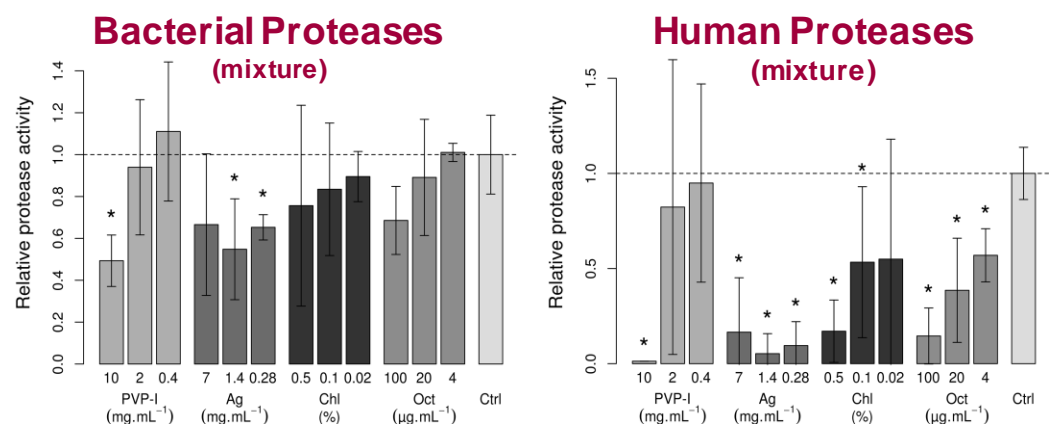 Bacterial Proteases
(mixture)
Relative protease activity
1.4
1.2
1.0
0.8
0.6
0.4
0.2
0.0
*
*
*
10 2 0.4 7 1.4 0.28 0.5 0.1 0.02 100 20 4
PVP-I Ag Chl Oct Ctrl
(mg.mL⁻¹) (mg.mL⁻¹) (%) (µg.mL⁻¹)
Human Proteases
(mixture)
Relative protease activity
1.5
1.0
0.5
0.0
*
*
*
*
*
*
*
*
*
10 2 0.4 7 1.4 0.28 0.5 0.1 0.02 100 20 4
PVP-I Ag Chl Oct Ctrl
(mg.mL⁻¹) (mg.mL⁻¹) (%) (µg.mL⁻¹)